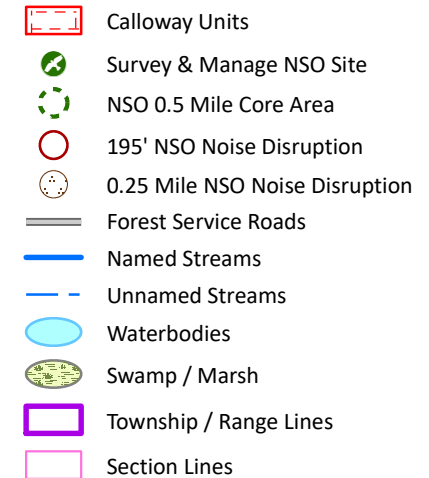 Calloway Units
Survey & Manage NSO Site
NSO 0.5 Mile Core Area
195' NSO Noise Disruption
0.25 Mile NSO Noise Disruption
Forest Service Roads
Named Streams
Unnamed Streams
Waterbodies
Swamp / Marsh
Township / Range Lines
Section Lines